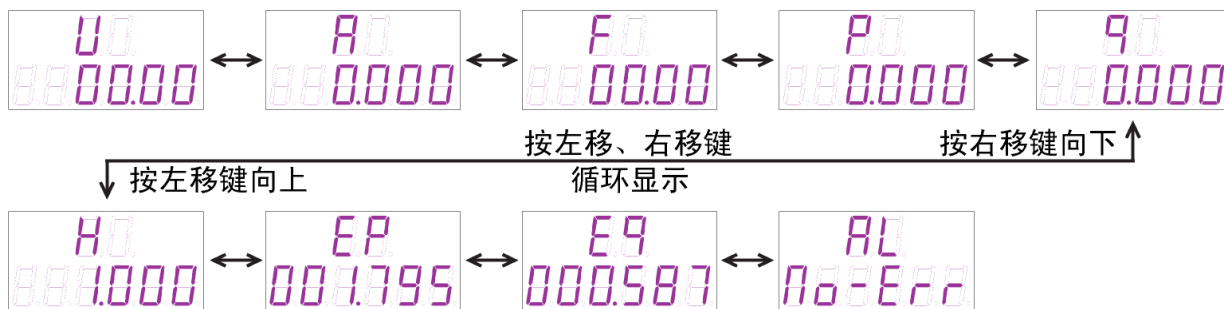 U A F P q
00.00 0.000 00.00 0.000 0.000
按左移、右移键 按右移键向下
按左移键向上 循环显示
H EP Eq AL
1.000 001.795 000.587 No-Err